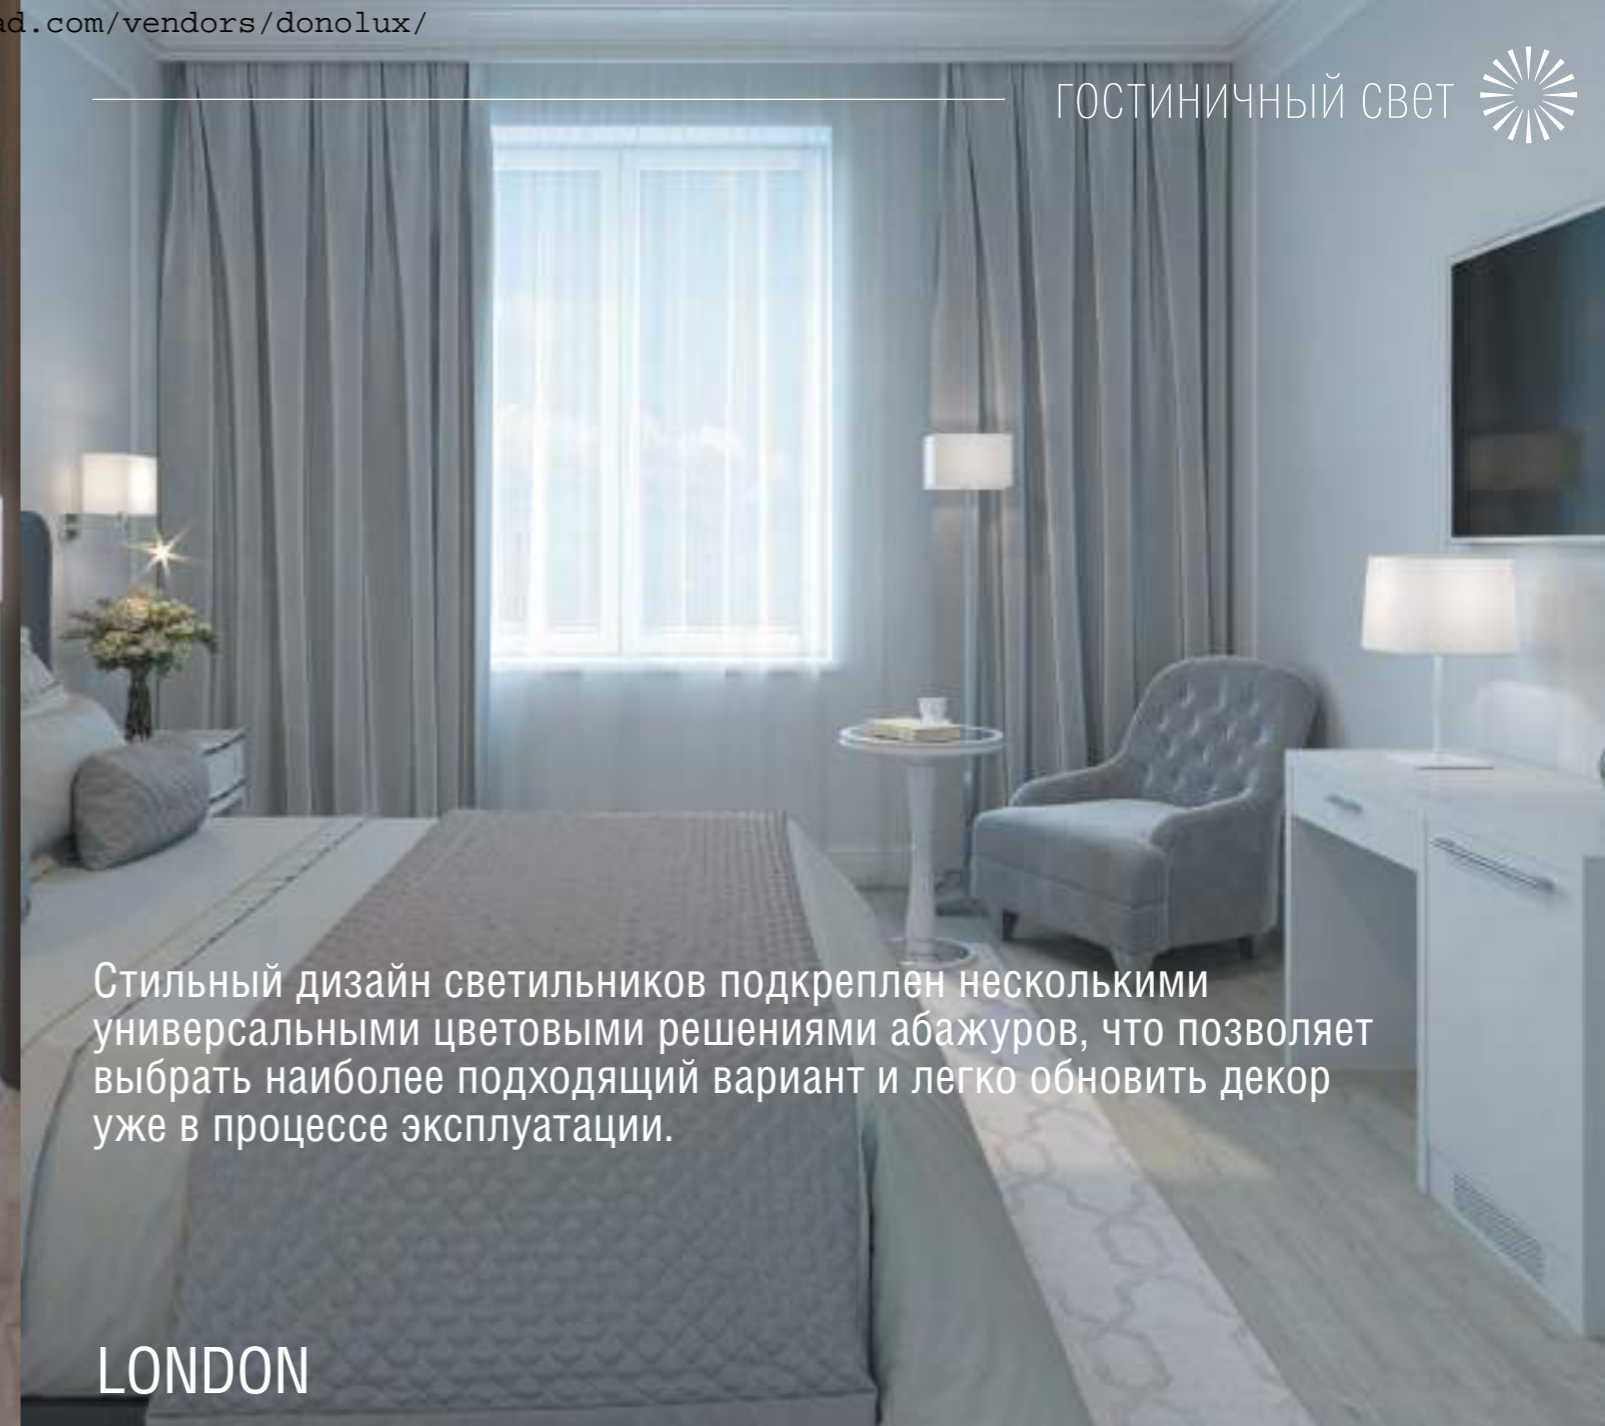 ad.com/vendors/donolux/
гостиничный свет
Стильный дизайн светильников подкреплен несколькими
универсальными цветовыми решениями абажуров, что позволяет
выбрать наиболее подходящий вариант и легко обновить декор
уже в процессе эксплуатации.
LONDON